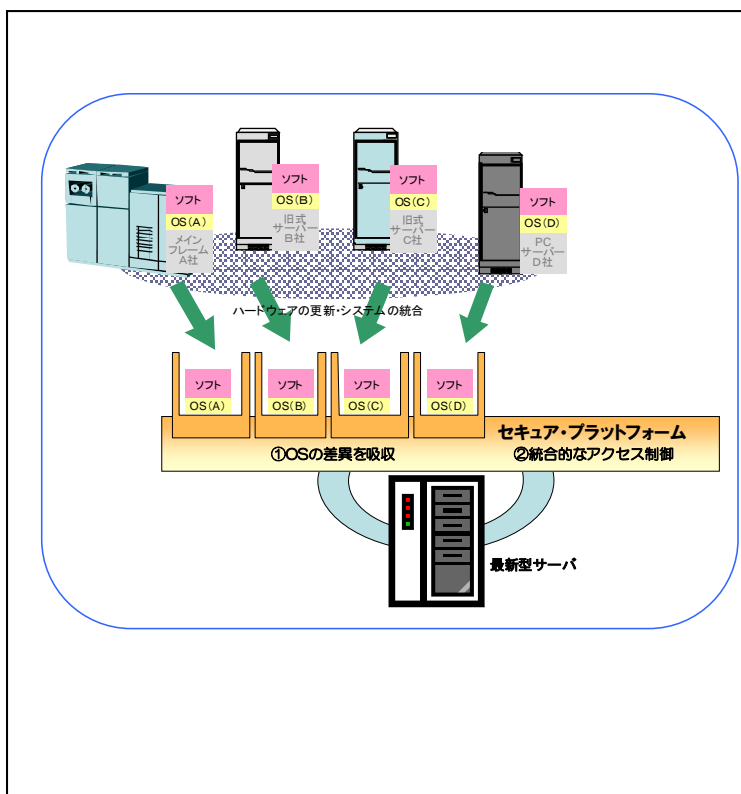 ソフト
OS(A)
メイン
フレーム
A社
ソフト
OS(B)
旧式
サーバー
B社
ソフト
OS(C)
旧式
サーバー
C社
ソフト
OS(D)
PC
サーバー
D社
ハードウェアの更新・システムの統合
ソフト
OS(A)
ソフト
OS(B)
ソフト
OS(C)
ソフト
OS(D)
セキュア・プラットフォーム
①OSの差異を吸収
②統合的なアクセス制御
最新型サーバ